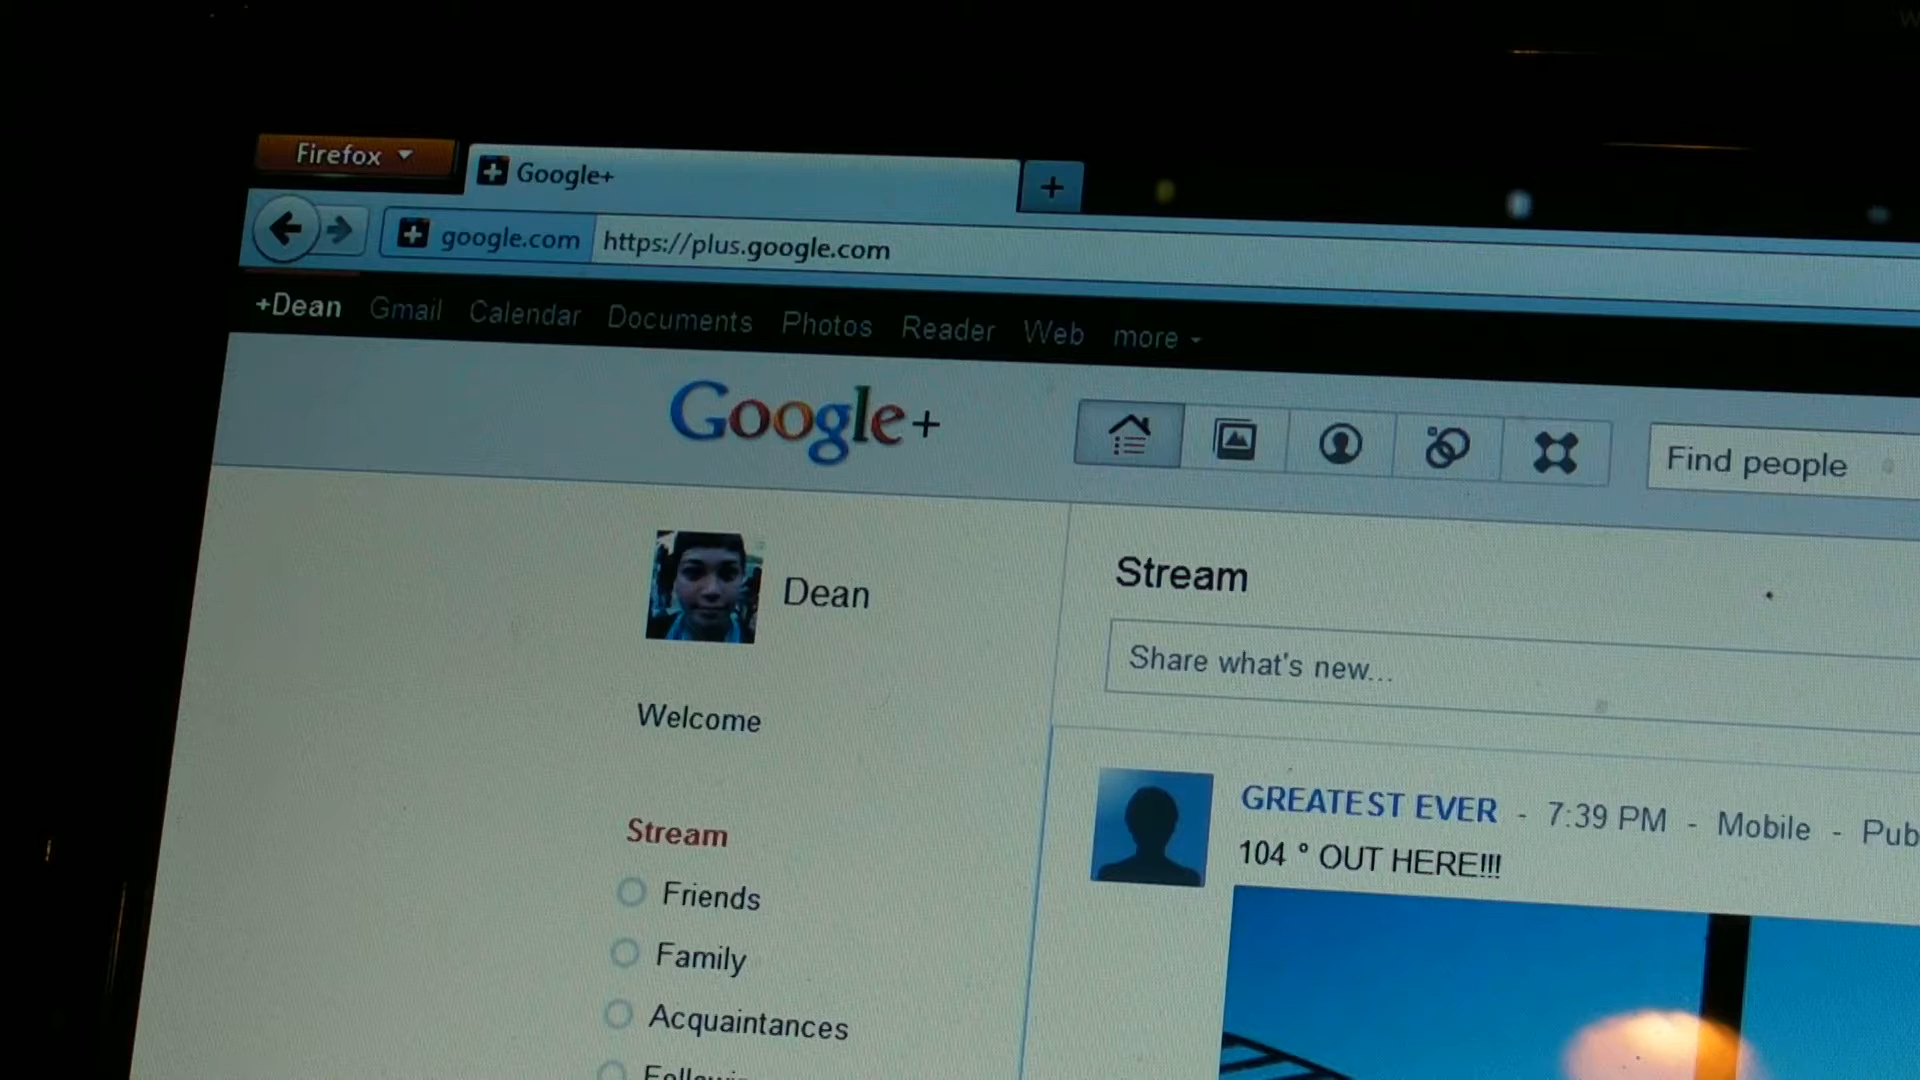 Firefox
Google+
+
google.com https://plus.google.com
+Dean Gmail Calendar Documents Photos Reader Web more
Google+
Find people
Dean
Stream
Share what's new...
Welcome
GREATEST EVER - 7:39 PM - Mobile -
104 ° OUT HERE!!!
Stream
Friends
Family
Acquaintances